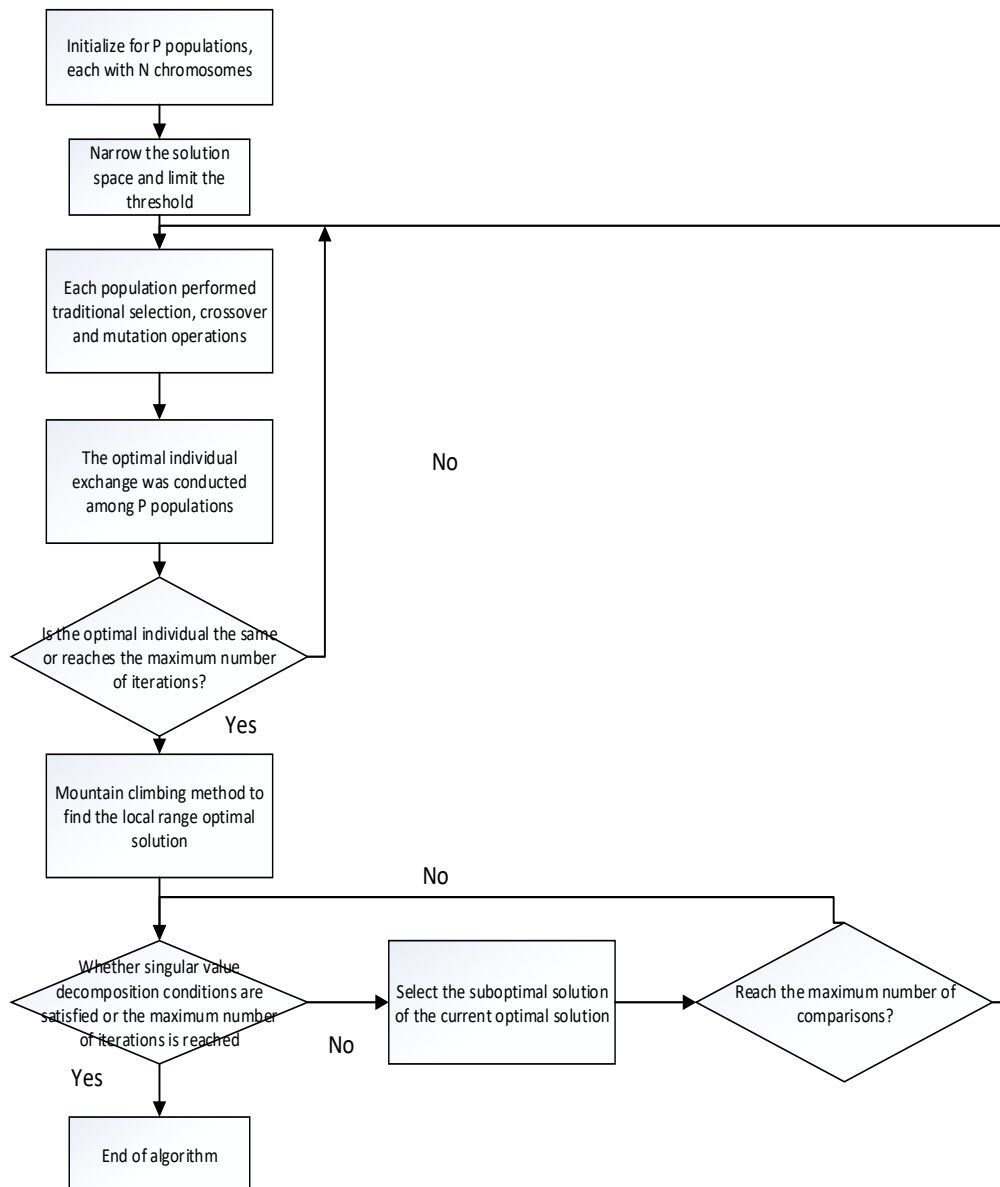 Initialize for P populations,
each with N chromosomes
Narrow the solution
space and limit the
threshold
Each population performed
traditional selection, crossover
and mutation operations
The optimal individual
exchange was conducted
among P populations
No
Is the optimal individual the same
or reaches the maximum number
of iterations?
Yes
Mountain climbing method to
find the local range optimal
solution
No
Whether singular value
decomposition conditions are
satisfied or the maximum number
of iterations is reached
No
Select the suboptimal solution
of the current optimal solution
Reach the maximum number of
comparisons?
Yes
End of algorithm